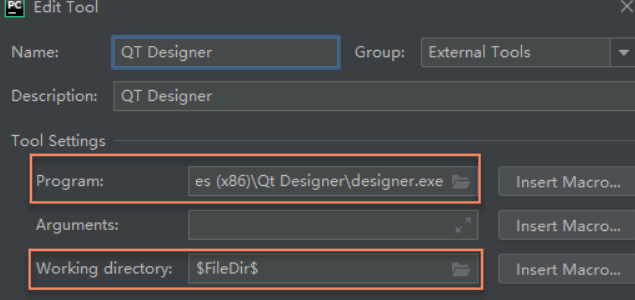 PC Edit Tool
Name: QT Designer Group: External Tools
Description: QT Designer
Tool Settings
Program: es (x86)\Qt Designer\designer.exe Insert Macro...
Arguments: Insert Macro...
Working directory: $FileDir$ Insert Macro...